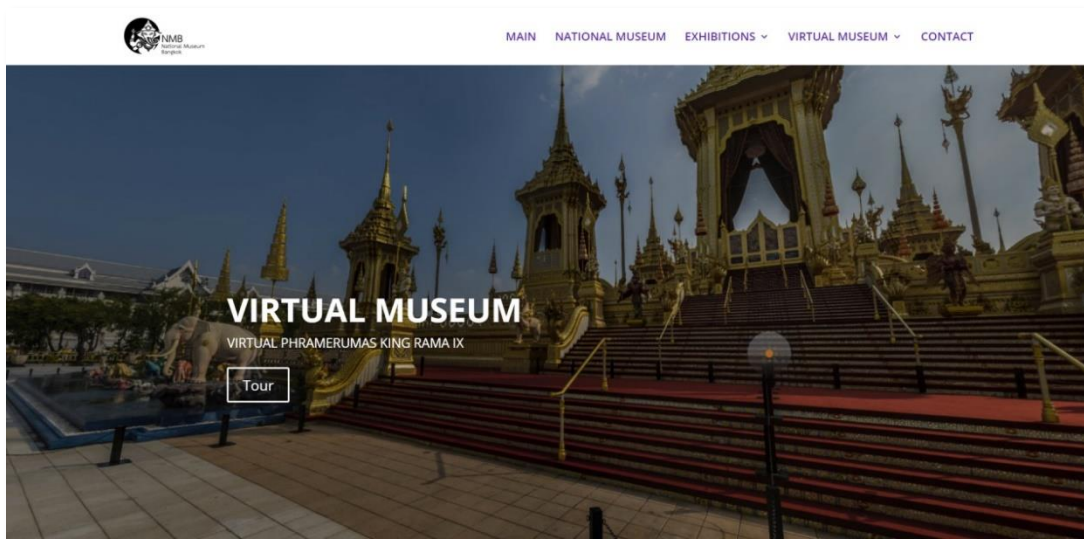 NMB
National Museum
Bangkok
MAIN NATIONAL MUSEUM EXHIBITIONS VIRTUAL MUSEUM CONTACT
VIRTUAL MUSEUM
VIRTUAL PHRAMERUMAS KING RAMA IX
Tour